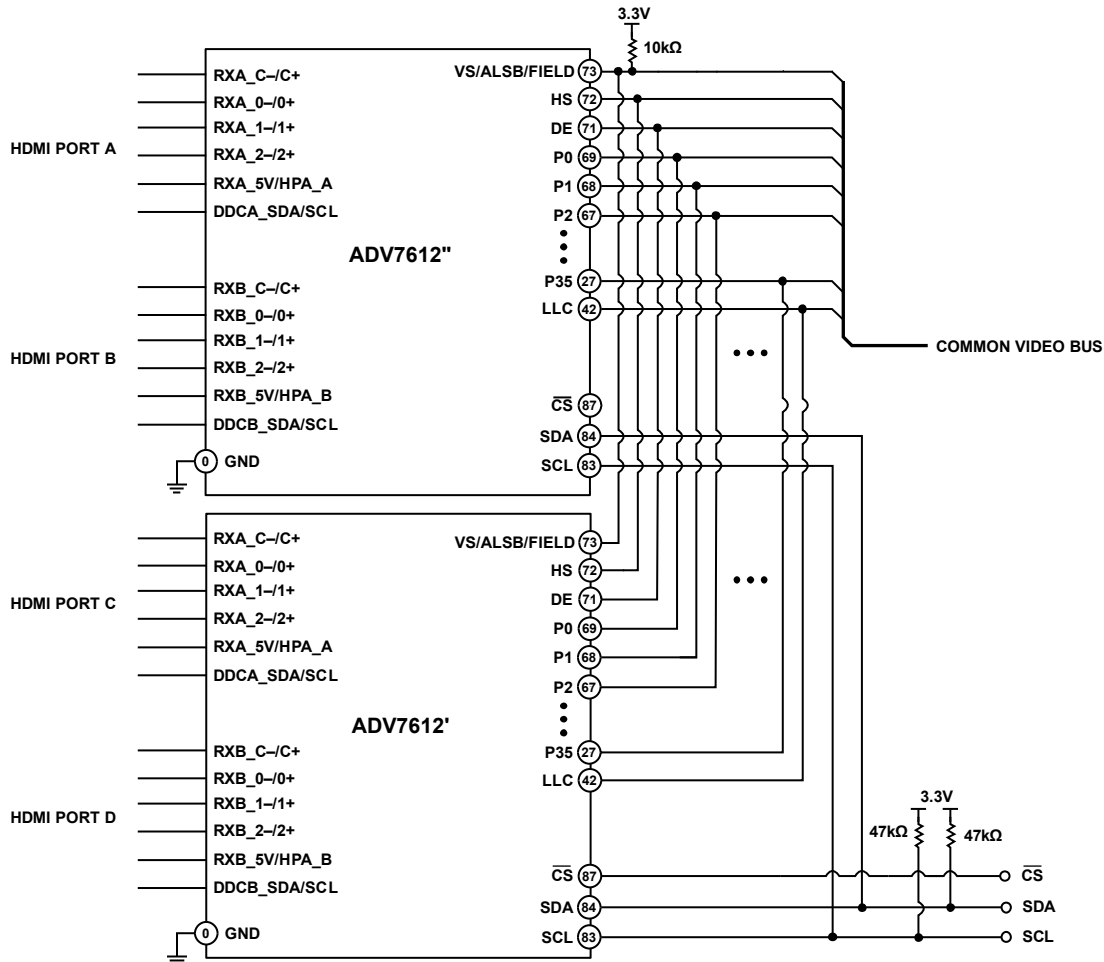 3.3V
10kΩ
HDMI PORT A
RXA_C–/C+
RXA_0–/0+
RXA_1–/1+
RXA_2–/2+
RXA_5V/HPA_A
DDCA_SDA/SCL
ADV7612"
HDMI PORT B
RXB_C–/C+
RXB_0–/0+
RXB_1–/1+
RXB_2–/2+
RXB_5V/HPA_B
DDCB_SDA/SCL
0 GND
VS/ALSB/FIELD 73
HS 72
DE 71
P0 69
P1 68
P2 67
P35 27
LLC 42
CS 87
SDA 84
SCL 83
COMMON VIDEO BUS
HDMI PORT C
RXA_C–/C+
RXA_0–/0+
RXA_1–/1+
RXA_2–/2+
RXA_5V/HPA_A
DDCA_SDA/SCL
ADV7612'
HDMI PORT D
RXB_C–/C+
RXB_0–/0+
RXB_1–/1+
RXB_2–/2+
RXB_5V/HPA_B
DDCB_SDA/SCL
0 GND
VS/ALSB/FIELD 73
HS 72
DE 71
P0 69
P1 68
P2 67
P35 27
LLC 42
CS 87
SDA 84
SCL 83
3.3V
47kΩ 47kΩ
CS
SDA
SCL